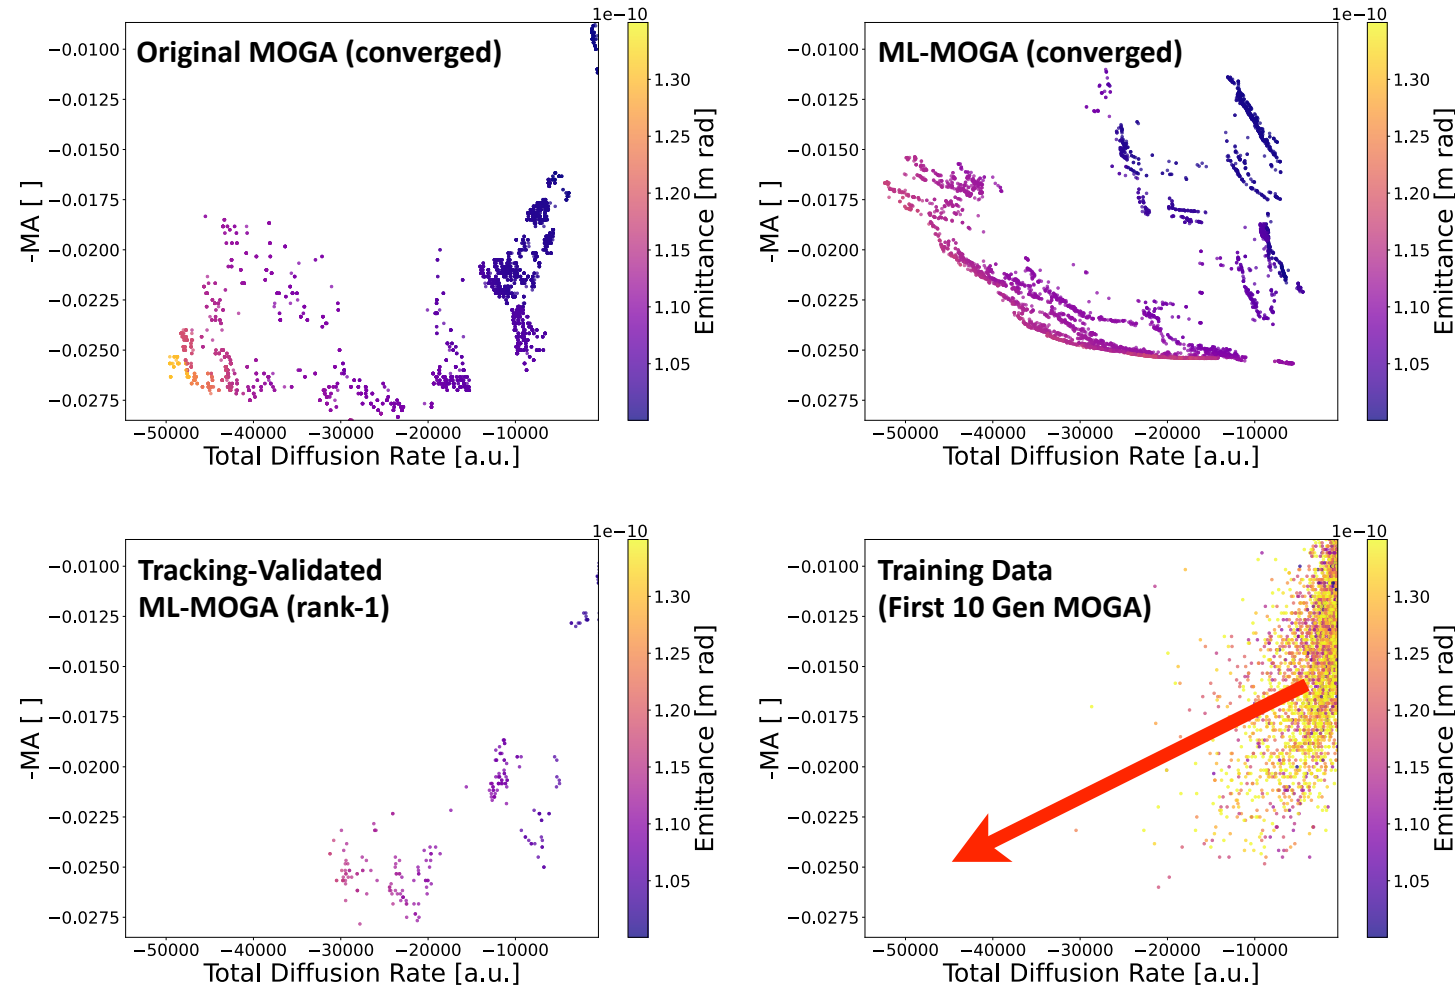 1e−10
Original MOGA (converged)
−0.0100
−0.0125
−0.0150
−0.0175
−0.0200
−0.0225
−0.0250
−0.0275
-MA [ ]
−50000 −40000 −30000 −20000 −10000
Total Diffusion Rate [a.u.]
1.30
1.25
1.20
1.15
1.10
1.05
Emittance [m rad]
1e−10
ML-MOGA (converged)
−0.0100
−0.0125
−0.0150
−0.0175
−0.0200
−0.0225
−0.0250
−0.0275
-MA [ ]
−50000 −40000 −30000 −20000 −10000
Total Diffusion Rate [a.u.]
1.30
1.25
1.20
1.15
1.10
1.05
Emittance [m rad]
1e−10
Tracking-Validated
ML-MOGA (rank-1)
−0.0100
−0.0125
−0.0150
−0.0175
−0.0200
−0.0225
−0.0250
−0.0275
-MA [ ]
−50000 −40000 −30000 −20000 −10000
Total Diffusion Rate [a.u.]
1.30
1.25
1.20
1.15
1.10
1.05
Emittance [m rad]
1e−10
Training Data
(First 10 Gen MOGA)
−0.0100
−0.0125
−0.0150
−0.0175
−0.0200
−0.0225
−0.0250
−0.0275
-MA [ ]
−50000 −40000 −30000 −20000 −10000
Total Diffusion Rate [a.u.]
1.30
1.25
1.20
1.15
1.10
1.05
Emittance [m rad]